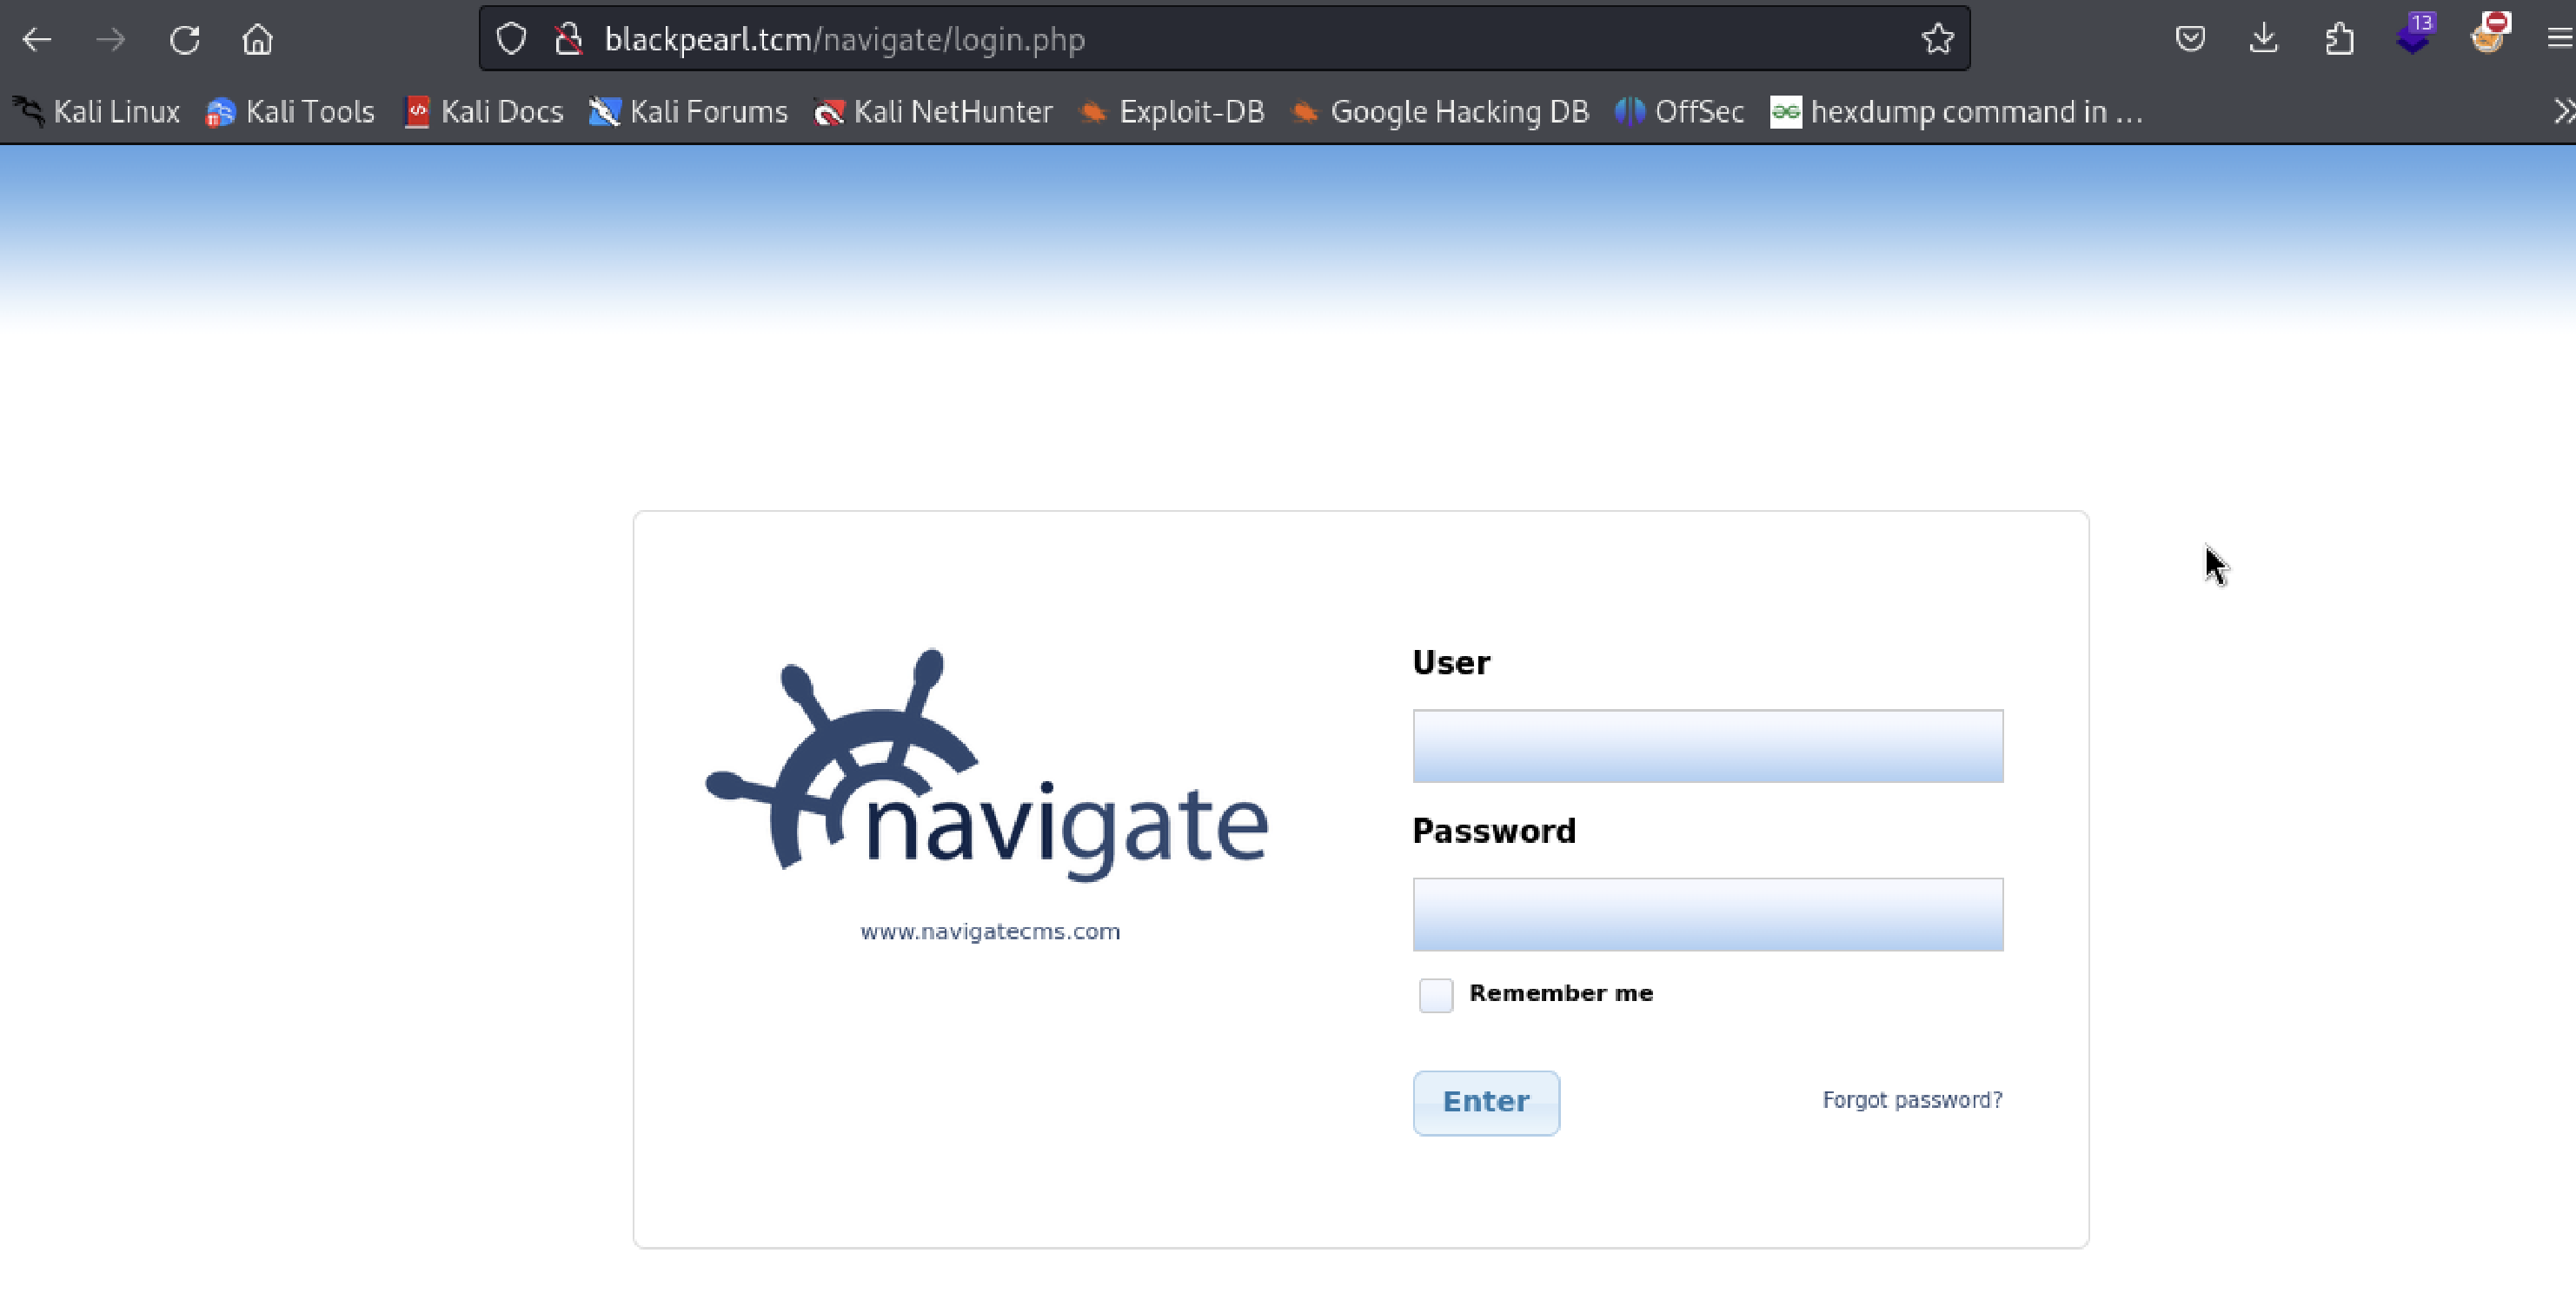 blackpearl.tcm/navigate/login.php
13
Kali Linux Kali Tools Kali Docs Kali Forums Kali NetHunter Exploit-DB Google Hacking DB OffSec hexdump command in ...
User
navigate
Password
www.navigatecms.com
Remember me
Enter Forgot password?